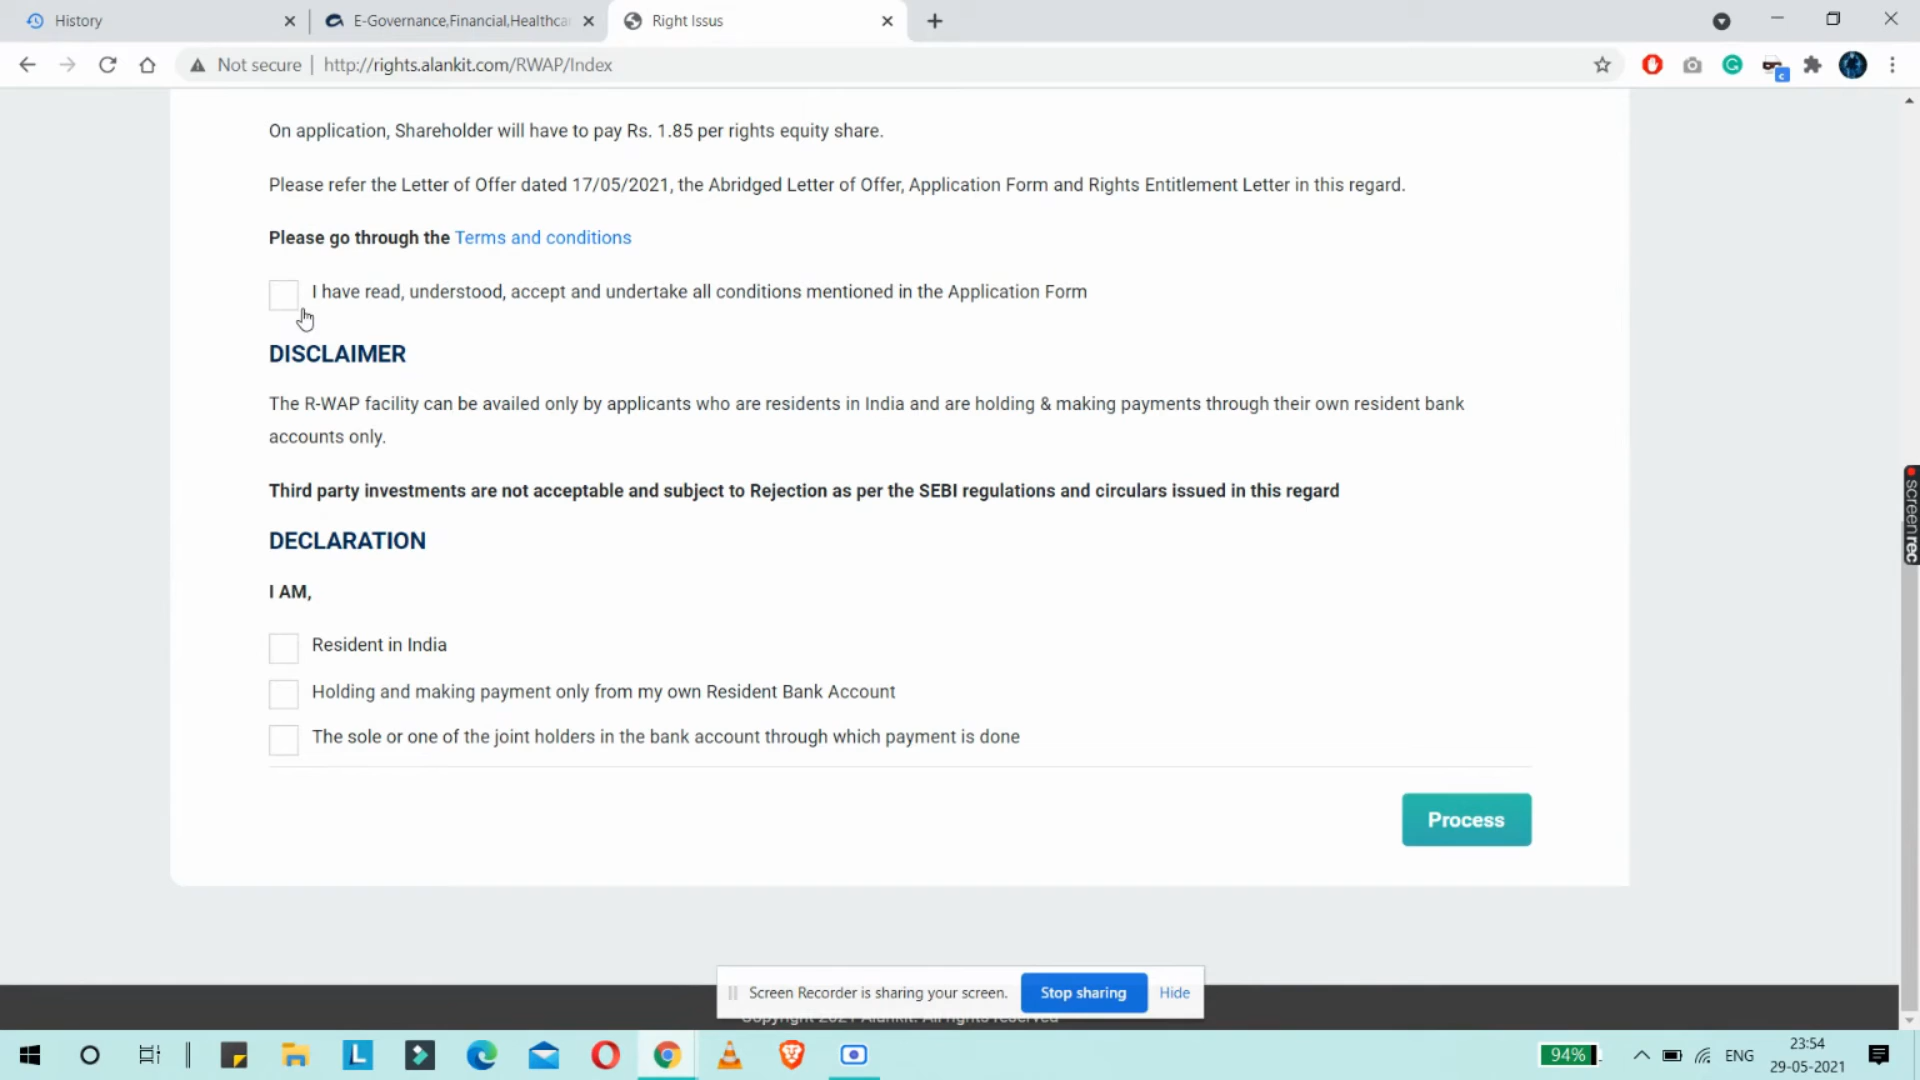 History
E-Governance,Financial,Healthca
Right Issus
Not secure | http://rights.alankit.com/RWAP/Index
On application, Shareholder will have to pay Rs. 1.85 per rights equity share.
Please refer the Letter of Offer dated 17/05/2021, the Abridged Letter of Offer, Application Form and Rights Entitlement Letter in this regard.
Please go through the Terms and conditions
I have read, understood, accept and undertake all conditions mentioned in the Application Form
DISCLAIMER
The R-WAP facility can be availed only by applicants who are residents in India and are holding & making payments through their own resident bank
accounts only.
Third party investments are not acceptable and subject to Rejection as per the SEBI regulations and circulars issued in this regard
screenrec
DECLARATION
I AM,
Resident in India
Holding and making payment only from my own Resident Bank Account
The sole or one of the joint holders in the bank account through which payment is done
Process
Screen Recorder is sharing your screen.
Stop sharing
Hide
Copyright 2021 Alankit. All rights reserved
94%
ENG
23:54
29-05-2021